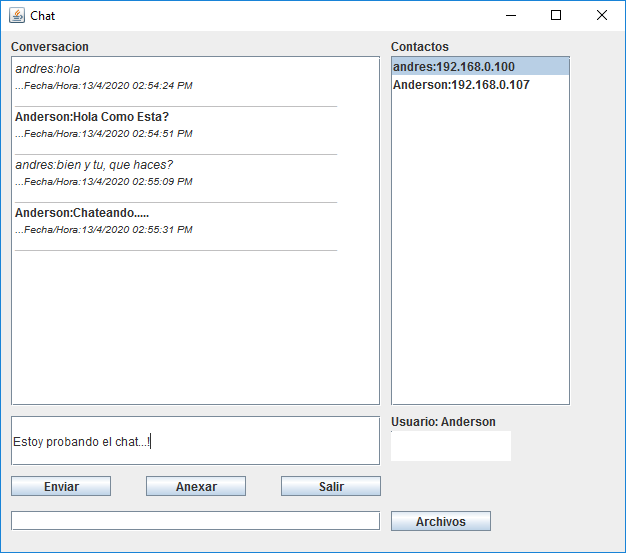 Chat
Conversacion
andres:hola
...Fecha/Hora:13/4/2020 02:54:24 PM
Anderson:Hola Como Esta?
...Fecha/Hora:13/4/2020 02:54:51 PM
andres:bien y tu, que haces?
...Fecha/Hora:13/4/2020 02:55:09 PM
Anderson:Chateando.....
...Fecha/Hora:13/4/2020 02:55:31 PM
Contactos
andres:192.168.0.100
Anderson:192.168.0.107
Estoy probando el chat...!
Usuario: Anderson
Enviar
Anexar
Salir
Archivos